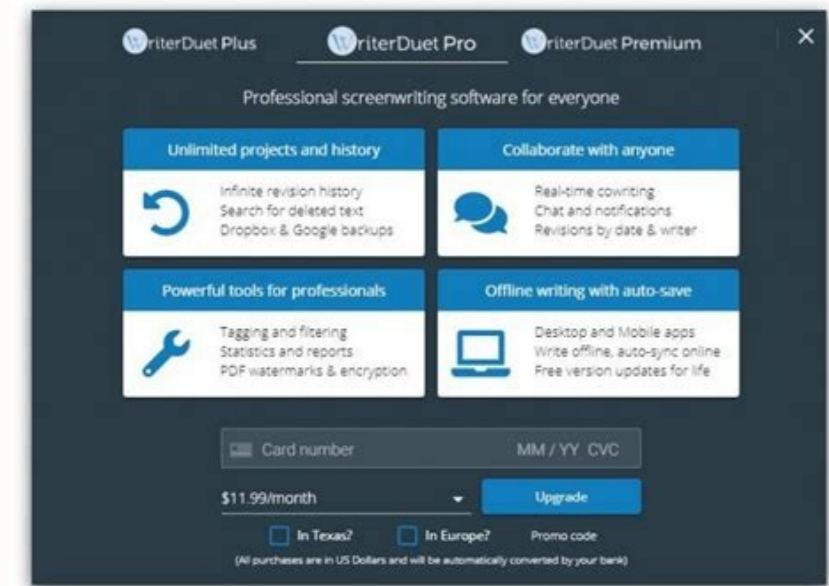 WriterDuet Plus
WriterDuet Pro
WriterDuet Premium
Professional screenwriting software for everyone
Unlimited projects and history
Infinite revision history
Search for deleted text
Dropbox & Google backups
Collaborate with anyone
Real-time cowriting
Chat and notifications
Revisions by date & writer
Powerful tools for professionals
Tagging and filtering
Statistics and reports
PDF watermarks & encryption
Offline writing with auto-save
Desktop and Mobile apps
Write offline, auto-sync online
Free version updates for life
Card number MM / YY CVC
$11.99/month
Upgrade
In Texas? In Europe? Promo code
(All purchases are in US Dollars and will be automatically converted by your bank)